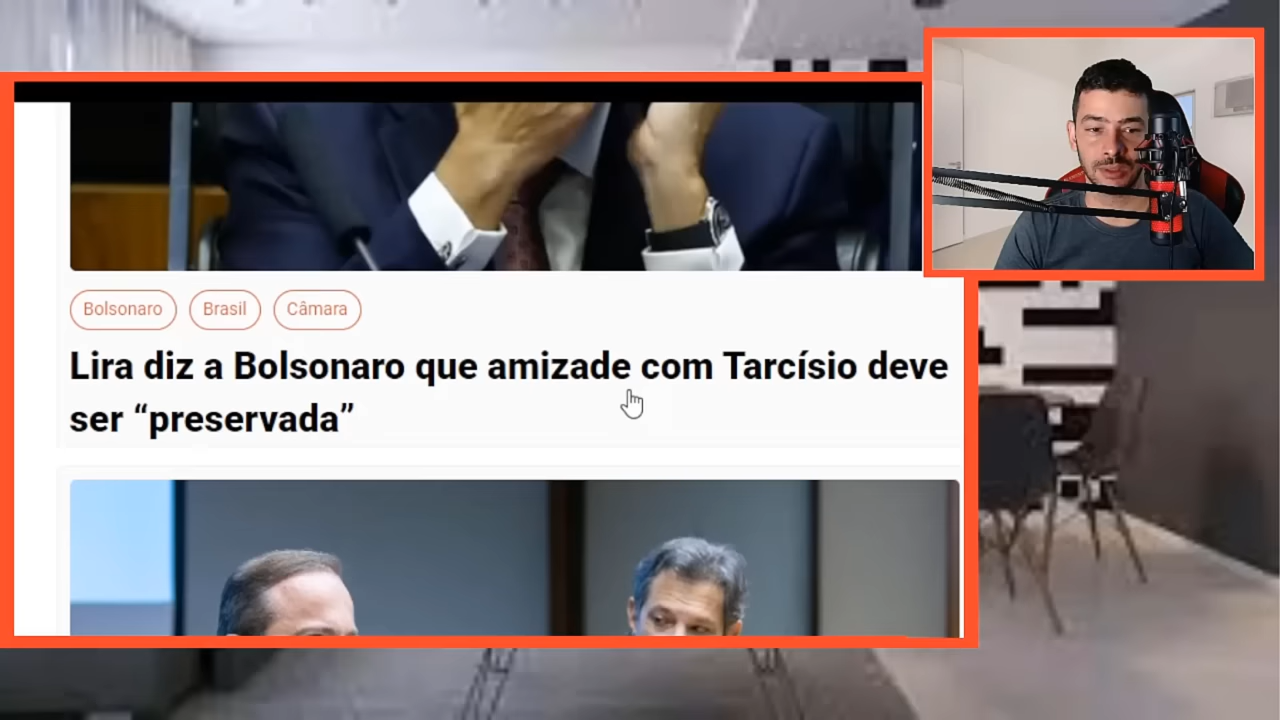 Bolsonaro Brasil Câmara
Lira diz a Bolsonaro que amizade com Tarcísio deve
ser “preservada”